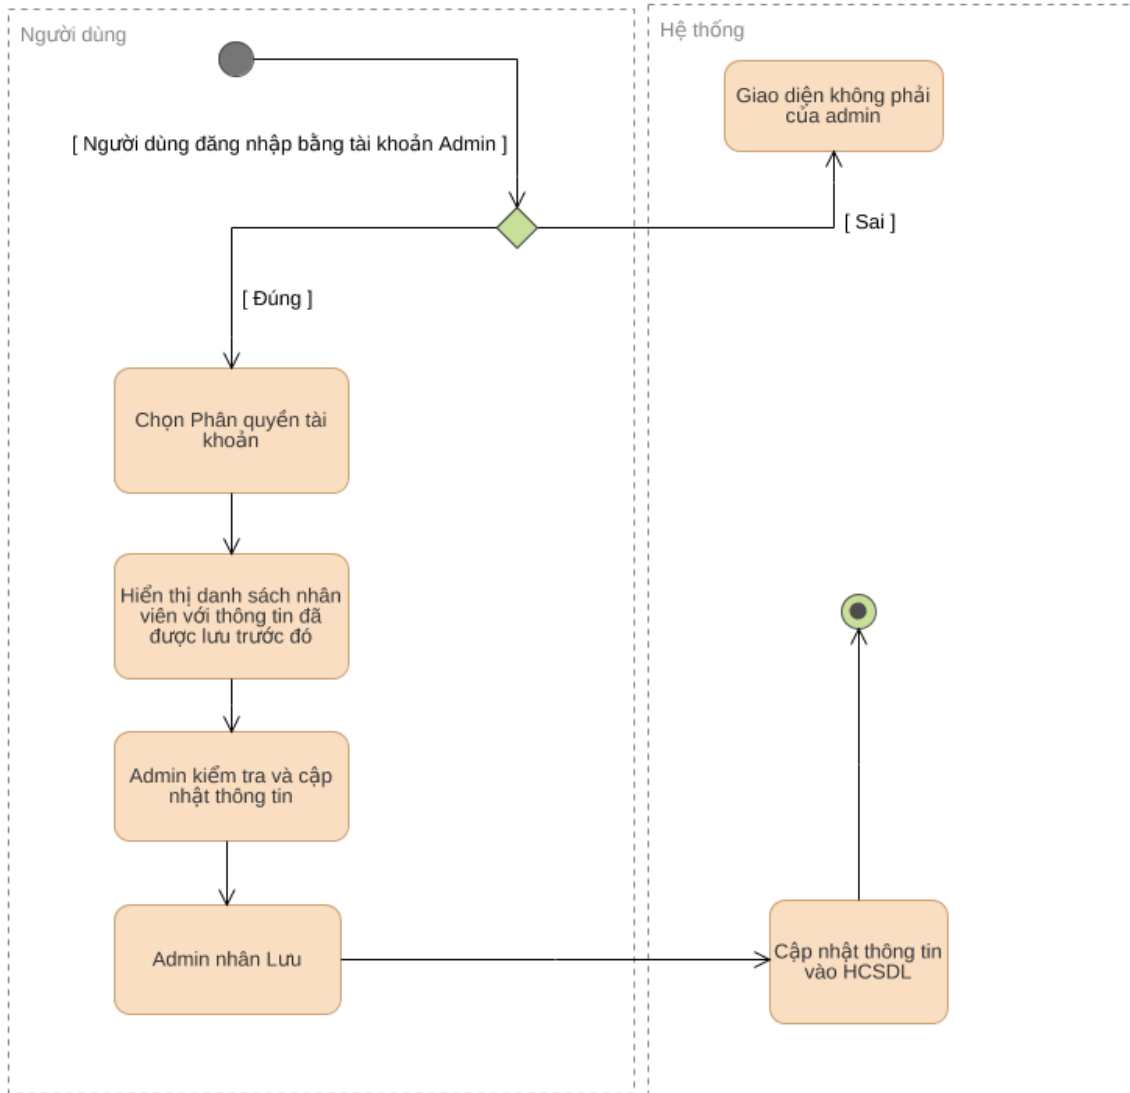 Người dùng
Hệ thống
Giao diện không phải
của admin
[ Người dùng đăng nhập bằng tài khoản Admin ]
[ Sai ]
[ Đúng ]
Chọn Phân quyền tài
khoản
Hiển thị danh sách nhân
viên với thông tin đã
được lưu trước đó
Admin kiểm tra và cập
nhật thông tin
Admin nhân Lưu
Cập nhật thông tin
vào HCSDL